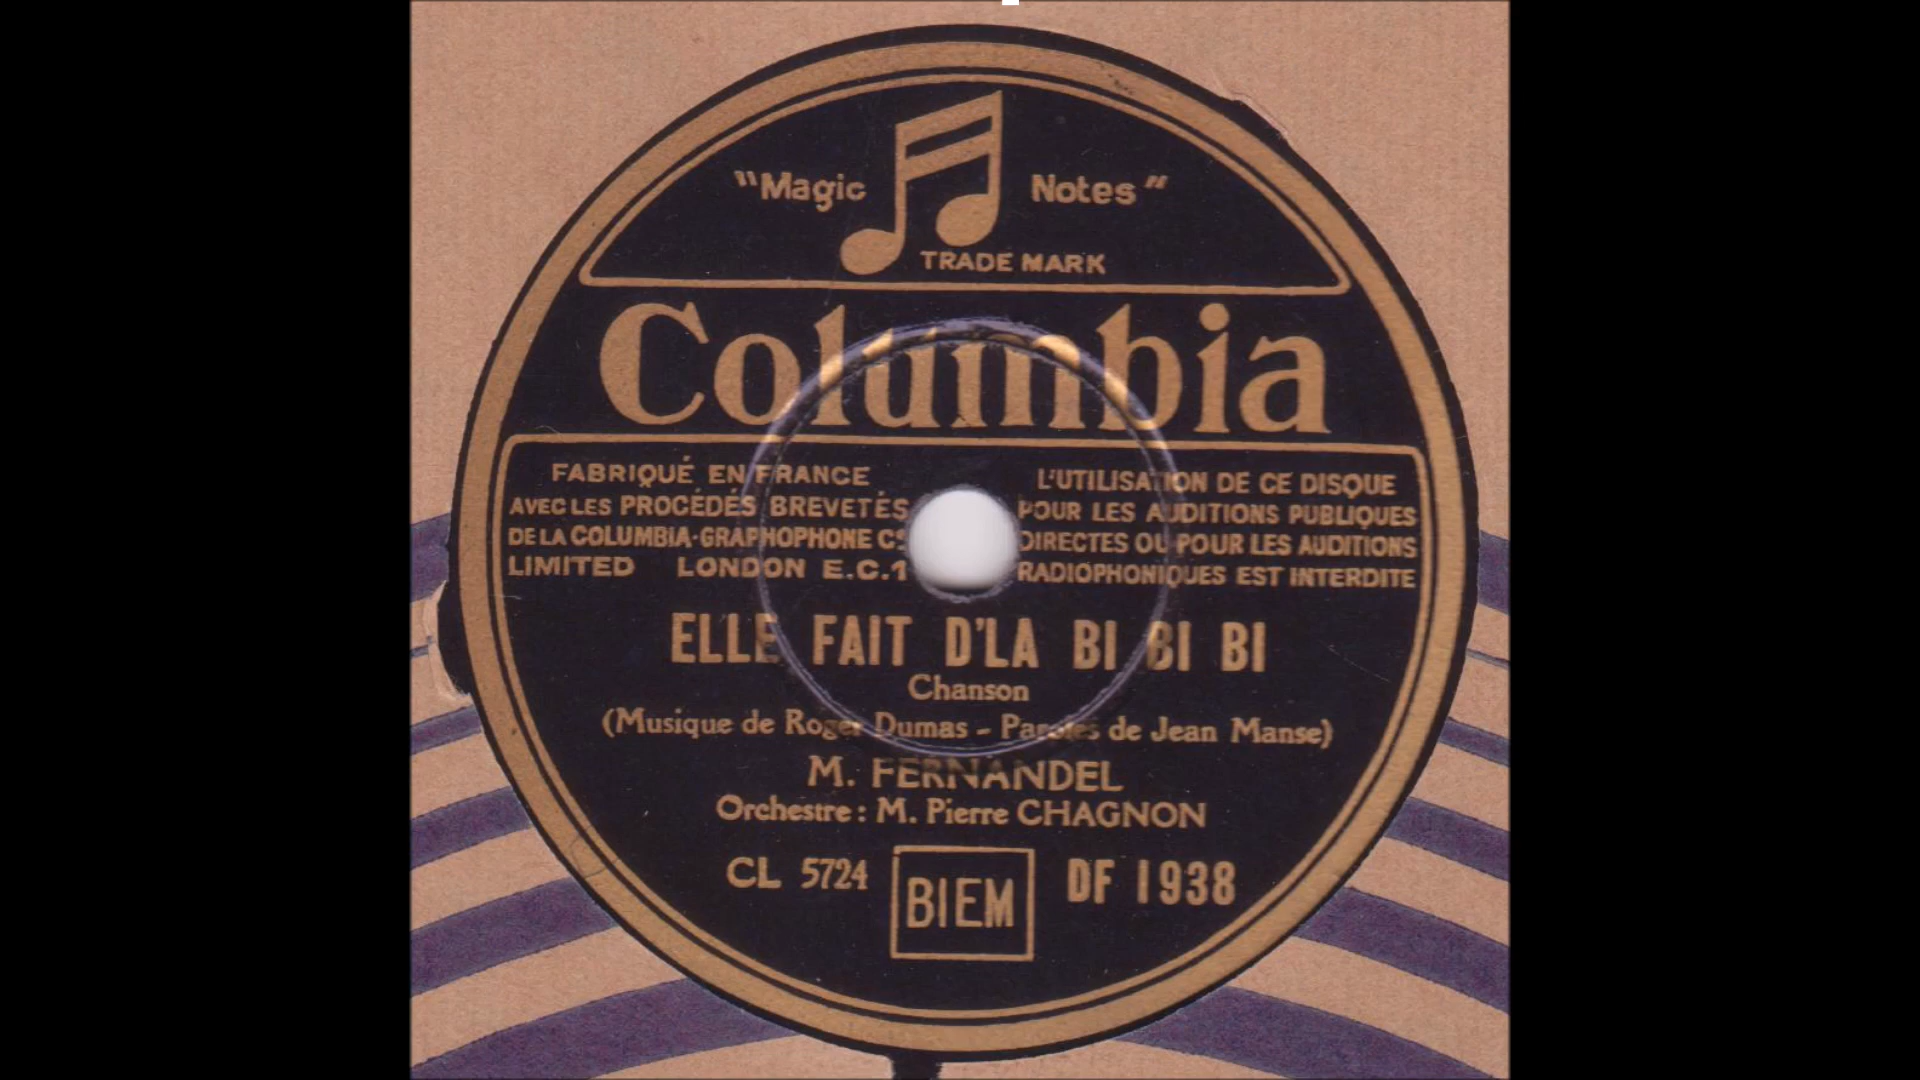 "Magic Notes"
TRADE MARK
Columbia
FABRIQUÉ EN FRANCE
AVEC LES PROCÉDÉS BREVETÉS
DE LA COLUMBIA-GRAPHOPHONE Cº
LIMITED LONDON E.C.1
L'UTILISATION DE CE DISQUE
POUR LES AUDITIONS PUBLIQUES
DIRECTES OU POUR LES AUDITIONS
RADIOPHONIQUES EST INTERDITE
ELLE FAIT D'LA BI BI BI
Chanson
(Musique de Roger Dumas - Paroles de Jean Manse)
M. FERNANDEL
Orchestre : M. Pierre CHAGNON
CL 5724 BIEM DF 1938